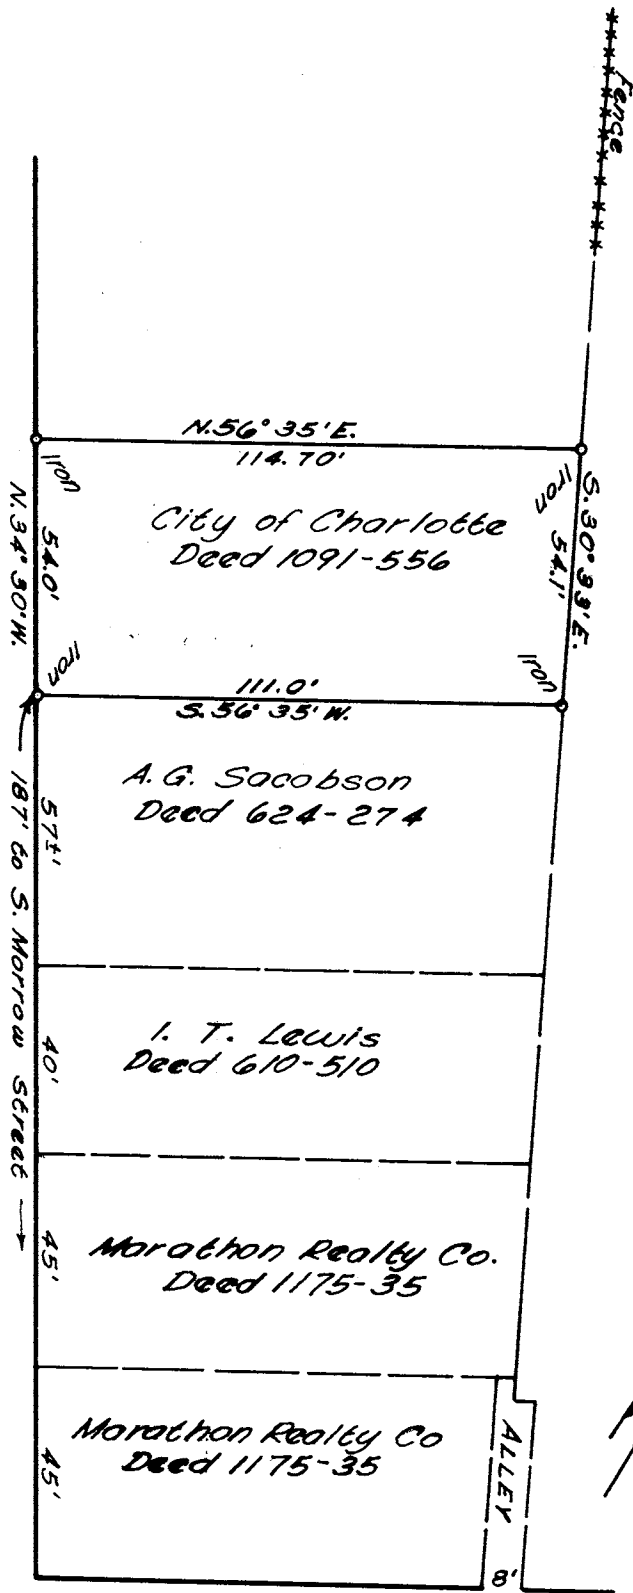 Fence
N.56° 35'E.
114.70'
Iron
Iron
City of Charlotte
Deed 1091-556
S.30° 33'E.
54.1'
54.0'
N.34° 30'W.
Iron
Iron
111.0'
S.56° 35' W.
A.G. Sacobson
Deed 624-274
57±'
187' to S. Morrow Street
I. T. Lewis
Deed 610-510
40'
Marathon Realty Co.
Deed 1175-35
45'
Marathon Realty Co
Deed 1175-35
45'
ALLEY
8'